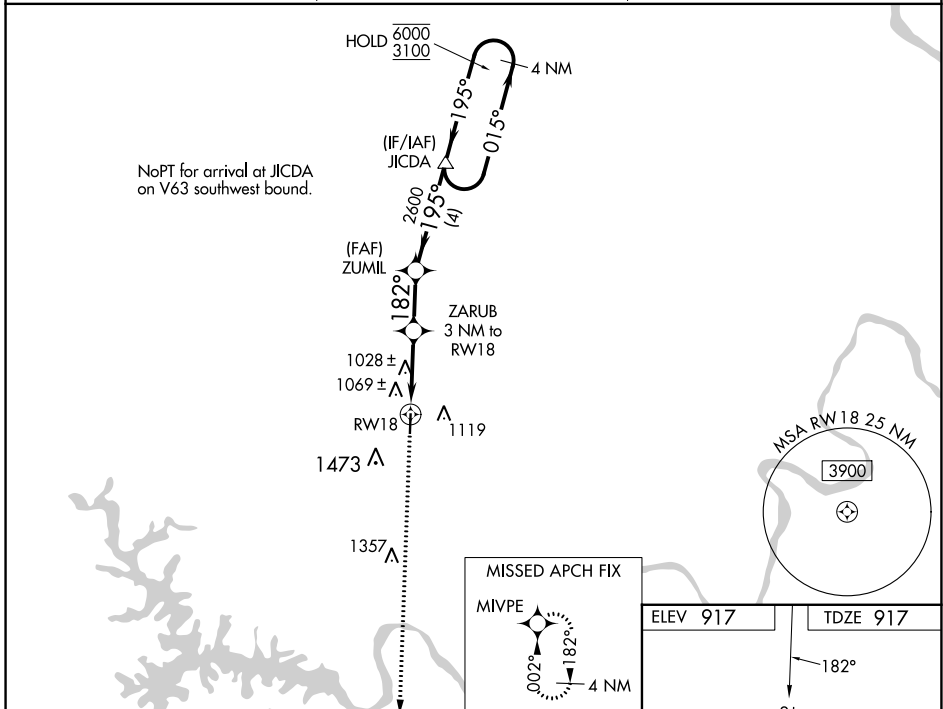 HOLD 6000
3100
4 NM
195°
015°
(IF/IAF)
JICDA
NoPT for arrival at JICDA
on V63 southwest bound.
2600
195°
(4)
(FAF)
ZUMIL
182°
ZARUB
3 NM to
RW18
1028 ±
1069 ±
RW18
1119
1473
MSA RW18 25 NM
3900
1357
MISSED APCH FIX
MIVPE
002°
182°
4 NM
ELEV 917
TDZE 917
182°